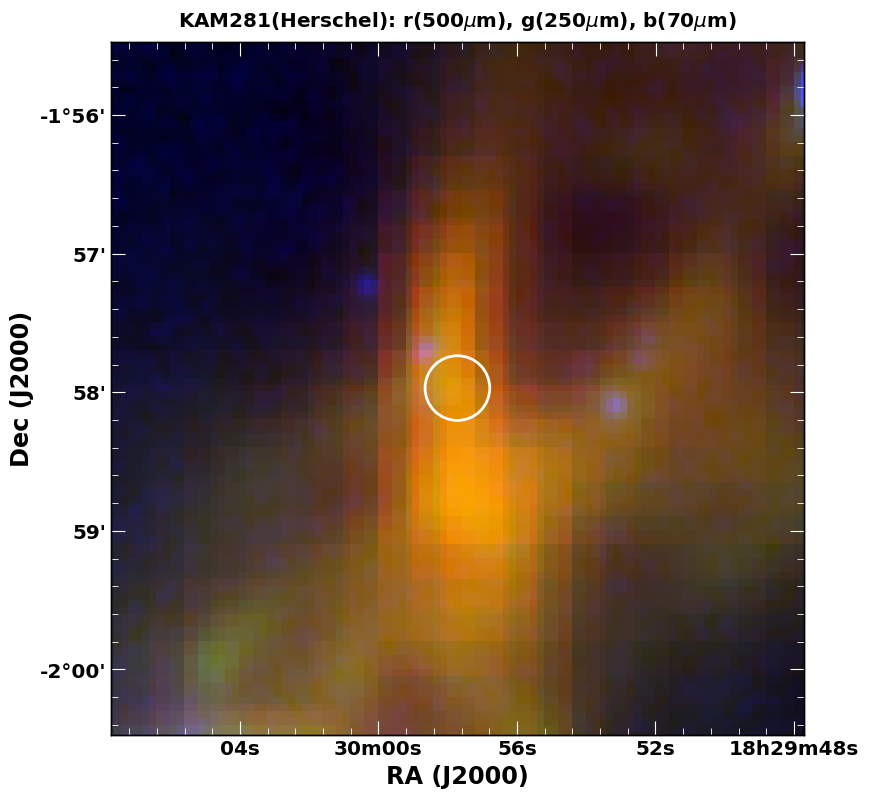 KAM281(Herschel): r(500μm), g(250μm), b(70μm)
-1°56'
57'
58'
59'
-2°00'
Dec (J2000)
04s 30m00s 56s 52s 18h29m48s
RA (J2000)